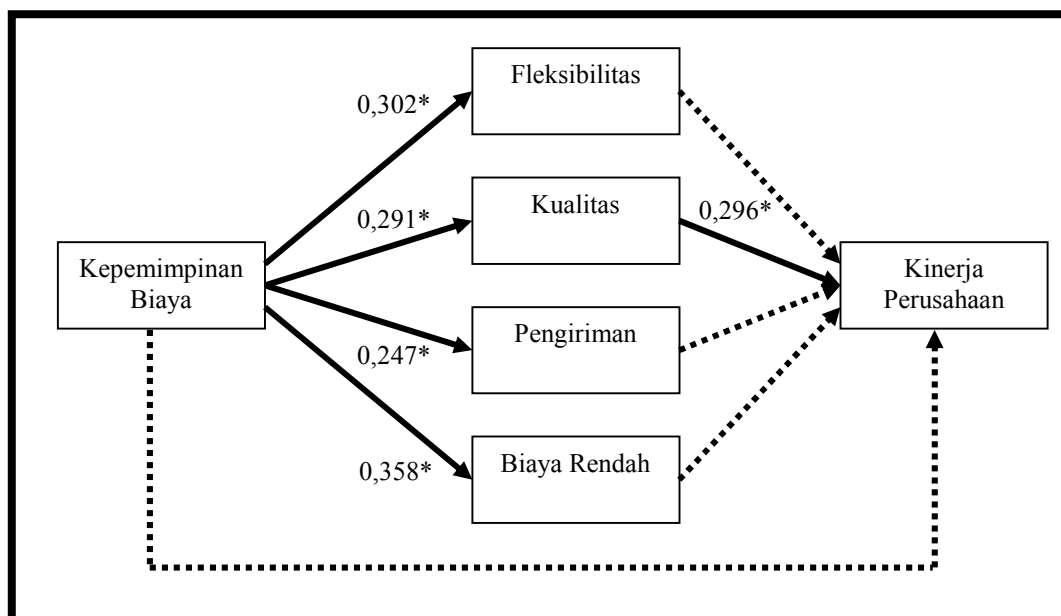 Fleksibilitas
0,302*
Kualitas
0,291*
0,296*
Kepemimpinan
Biaya
Kinerja
Perusahaan
Pengiriman
0,247*
Biaya Rendah
0,358*